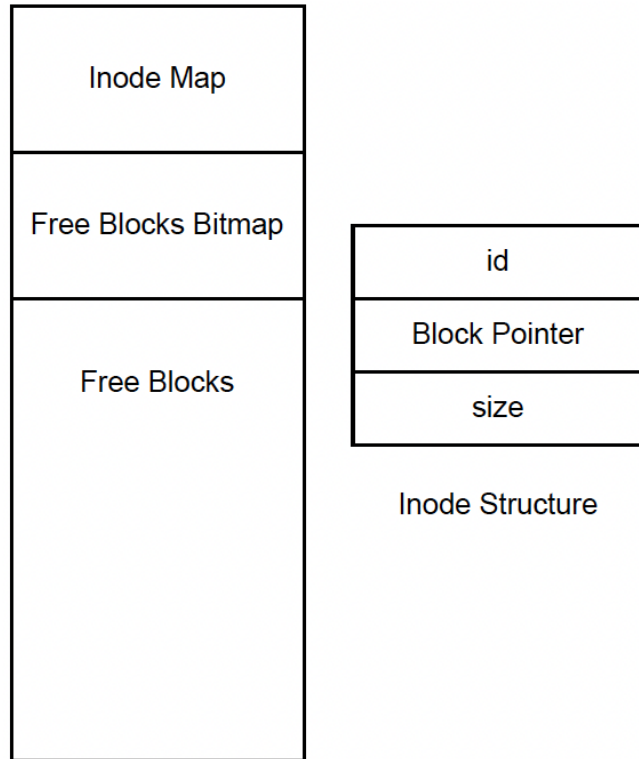 Inode Map
Free Blocks Bitmap
Free Blocks
id
Block Pointer
size
Inode Structure